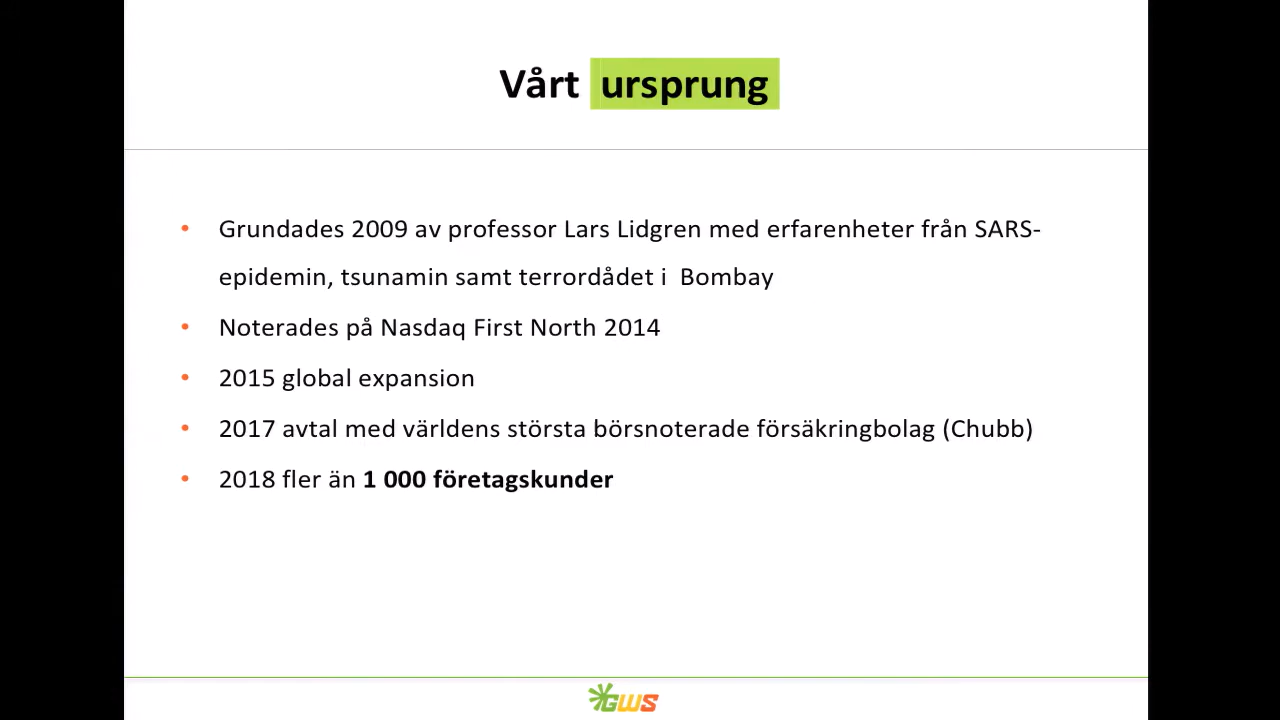 Vårt ursprung
• Grundades 2009 av professor Lars Lidgren med erfarenheter från SARS-
epidemin, tsunamin samt terrordådet i  Bombay
• Noterades på Nasdaq First North 2014
• 2015 global expansion
• 2017 avtal med världens största börsnoterade försäkringbolag (Chubb)
• 2018 fler än 1 000 företagskunder
GWS